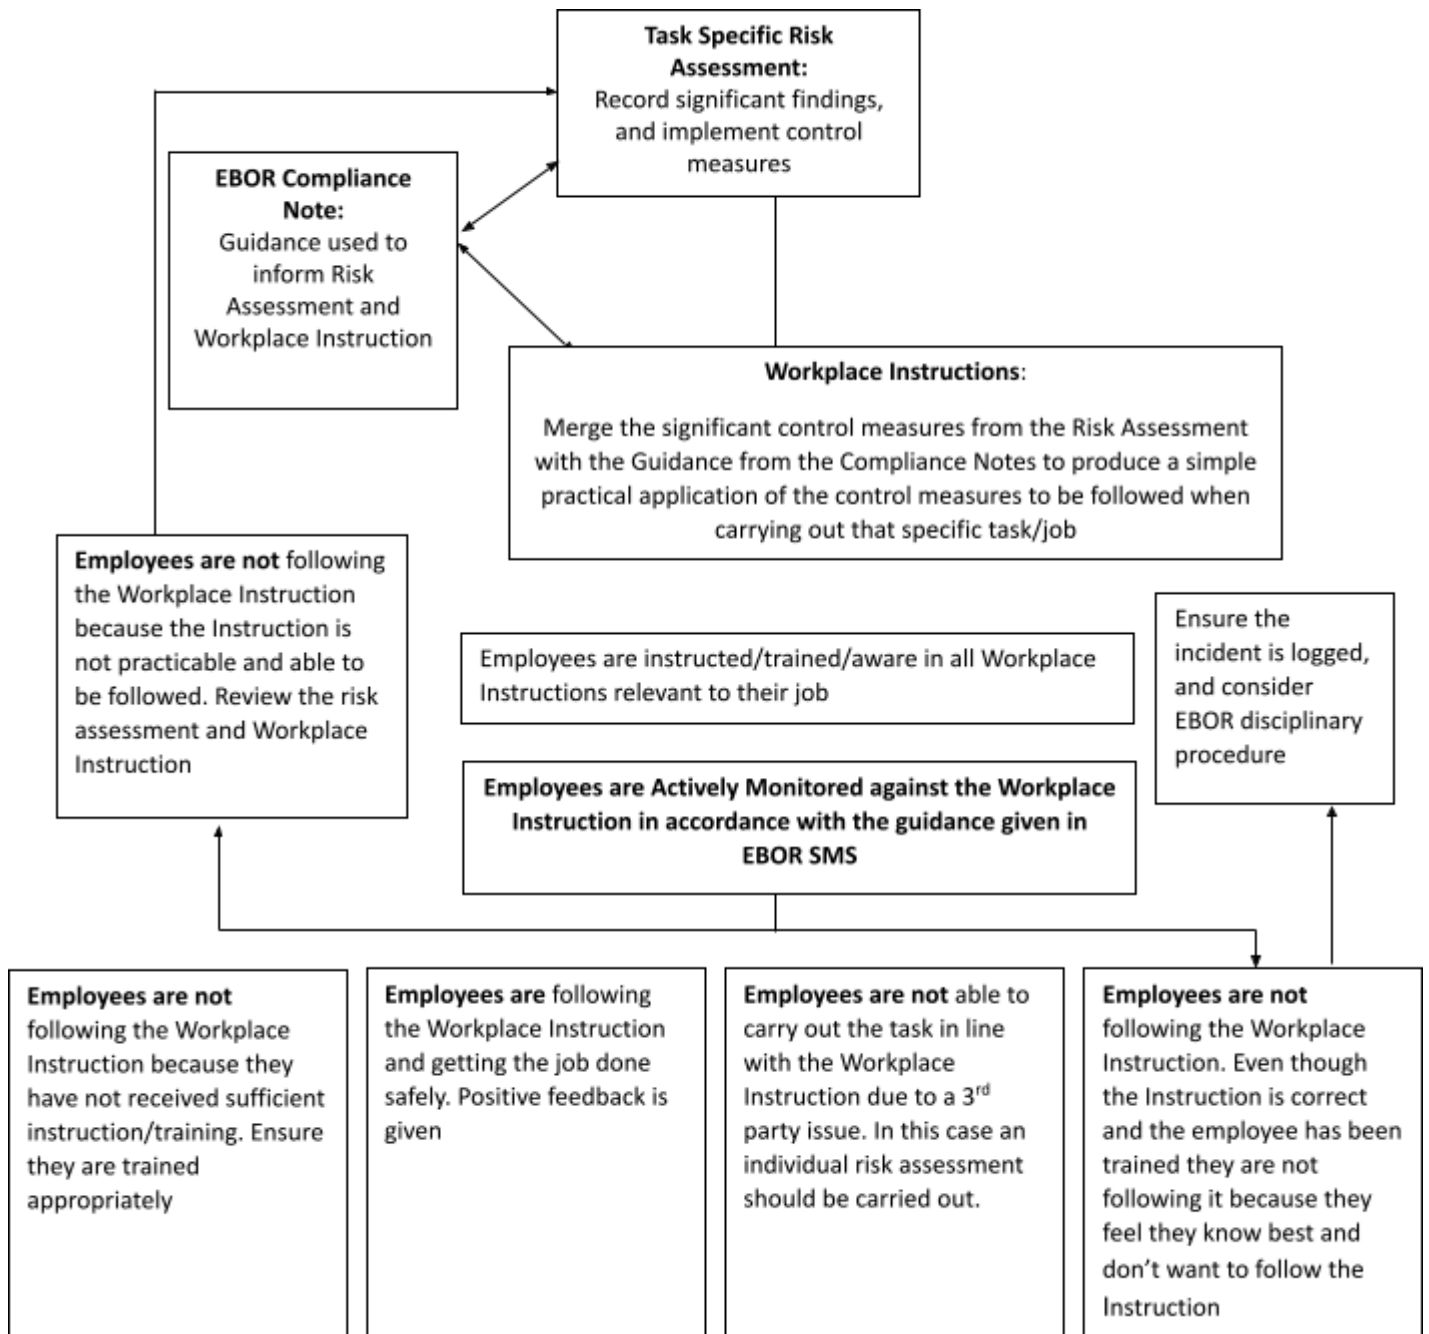 Task Specific Risk
Assessment:
Record significant findings,
and implement control
measures
EBOR Compliance
Note:
Guidance used to
inform Risk
Assessment and
Workplace Instruction
Workplace Instructions:
Merge the significant control measures from the Risk Assessment
with the Guidance from the Compliance Notes to produce a simple
practical application of the control measures to be followed when
carrying out that specific task/job
Employees are not following
the Workplace Instruction
because the Instruction is
not practicable and able to
be followed. Review the risk
assessment and Workplace
Instruction
Employees are instructed/trained/aware in all Workplace
Instructions relevant to their job
Ensure the
incident is logged,
and consider
EBOR disciplinary
procedure
Employees are Actively Monitored against the Workplace
Instruction in accordance with the guidance given in
EBOR SMS
Employees are not
following the Workplace
Instruction because they
have not received sufficient
instruction/training. Ensure
they are trained
appropriately
Employees are following
the Workplace Instruction
and getting the job done
safely. Positive feedback is
given
Employees are not able to
carry out the task in line
with the Workplace
Instruction due to a 3rd
party issue. In this case an
individual risk assessment
should be carried out.
Employees are not
following the Workplace
Instruction. Even though
the Instruction is correct
and the employee has been
trained they are not
following it because they
feel they know best and
don’t want to follow the
Instruction